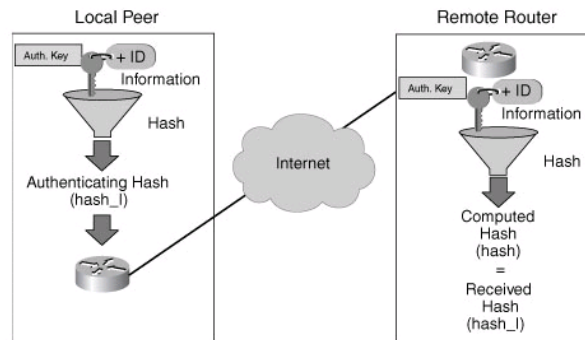 Local Peer
Auth. Key
+ ID
Information
Hash
Authenticating Hash
(hash_I)
Internet
Remote Router
Auth. Key
+ ID
Information
Hash
Computed
Hash
(hash)
=
Received
Hash
(hash_I)